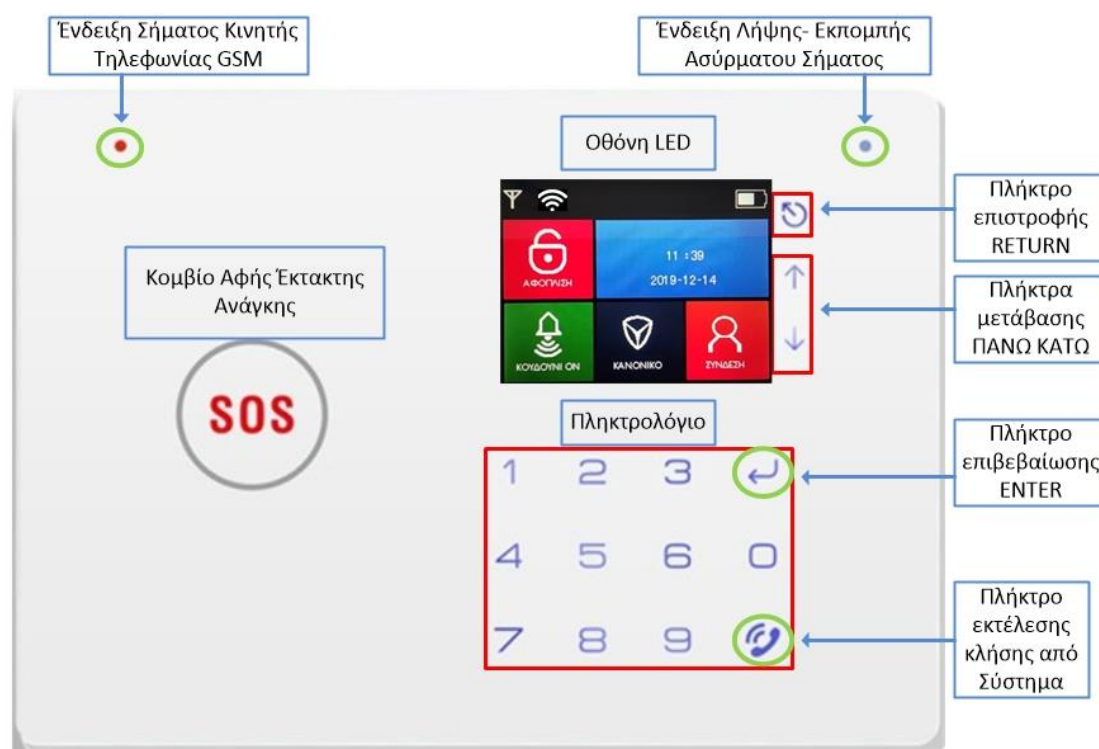 Ένδειξη Σήματος Κινητής
Τηλεφωνίας GSM
Ένδειξη Λήψης- Εκπομπής
Ασύρματου Σήματος
Οθόνη LED
Πλήκτρο
επιστροφής
RETURN
11 :39
2019-12-14
ΑΦΟΠΛΙΣΗ
Κομβίο Αφής Έκτακτης
Ανάγκης
Πλήκτρα
μετάβασης
ΠΑΝΩ ΚΑΤΩ
ΚΟΥΔΟΥΝΙ ΟΝ
ΚΑΝΟΝΙΚΟ
ΣΥΝΔΕΣΗ
SOS
Πληκτρολόγιο
1 2 3
Πλήκτρο
επιβεβαίωσης
ENTER
4 5 6 0
7 8 9
Πλήκτρο
εκτέλεσης
κλήσης από
Σύστημα